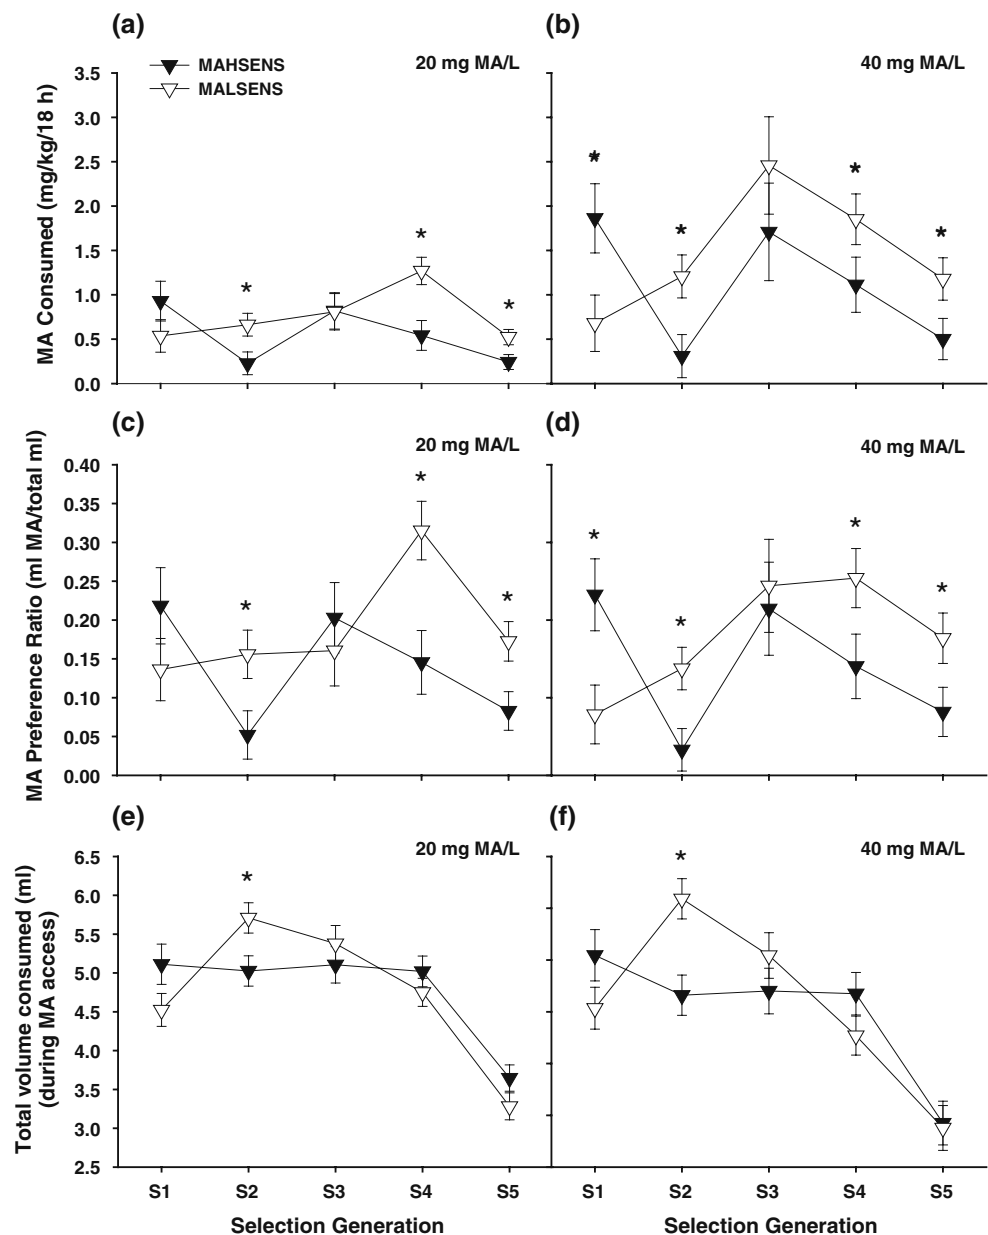 (a)
(b)
MAHSENS
MALSENS
20 mg MA/L
40 mg MA/L
MA Consumed (mg/kg/18 h)
3.5
3.0
2.5
2.0
1.5
1.0
0.5
0.0
*
*
*
*
*
*
*
(c)
(d)
20 mg MA/L
40 mg MA/L
MA Preference Ratio (ml MA/total ml)
0.40
0.35
0.30
0.25
0.20
0.15
0.10
0.05
0.00
*
*
*
*
*
*
*
(e)
(f)
20 mg MA/L
40 mg MA/L
Total volume consumed (ml)
(during MA access)
6.5
6.0
5.5
5.0
4.5
4.0
3.5
3.0
2.5
*
*
S1 S2 S3 S4 S5
S1 S2 S3 S4 S5
Selection Generation
Selection Generation